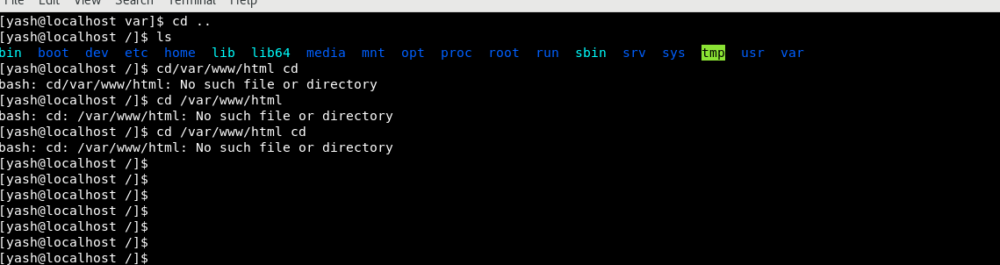 File Edit View Search Terminal Help
[yash@localhost var]$ cd ..
[yash@localhost /]$ ls
bin boot dev etc home lib lib64 media mnt opt proc root run sbin srv sys tmp usr var
[yash@localhost /]$ cd/var/www/html cd
bash: cd/var/www/html: No such file or directory
[yash@localhost /]$ cd /var/www/html
bash: cd: /var/www/html: No such file or directory
[yash@localhost /]$ cd /var/www/html cd
bash: cd: /var/www/html: No such file or directory
[yash@localhost /]$
[yash@localhost /]$
[yash@localhost /]$
[yash@localhost /]$
[yash@localhost /]$
[yash@localhost /]$
[yash@localhost /]$